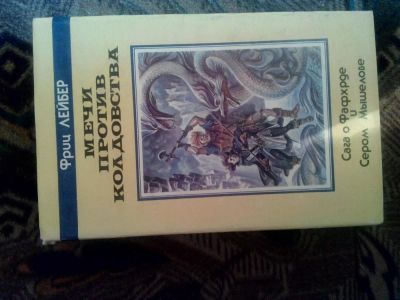 Фриц ЛЕЙБЕР
МЕЧИ
ПРОТИВ
КОЛДОВСТВА
Сага о Фафхрде
и
Сером Мышелове